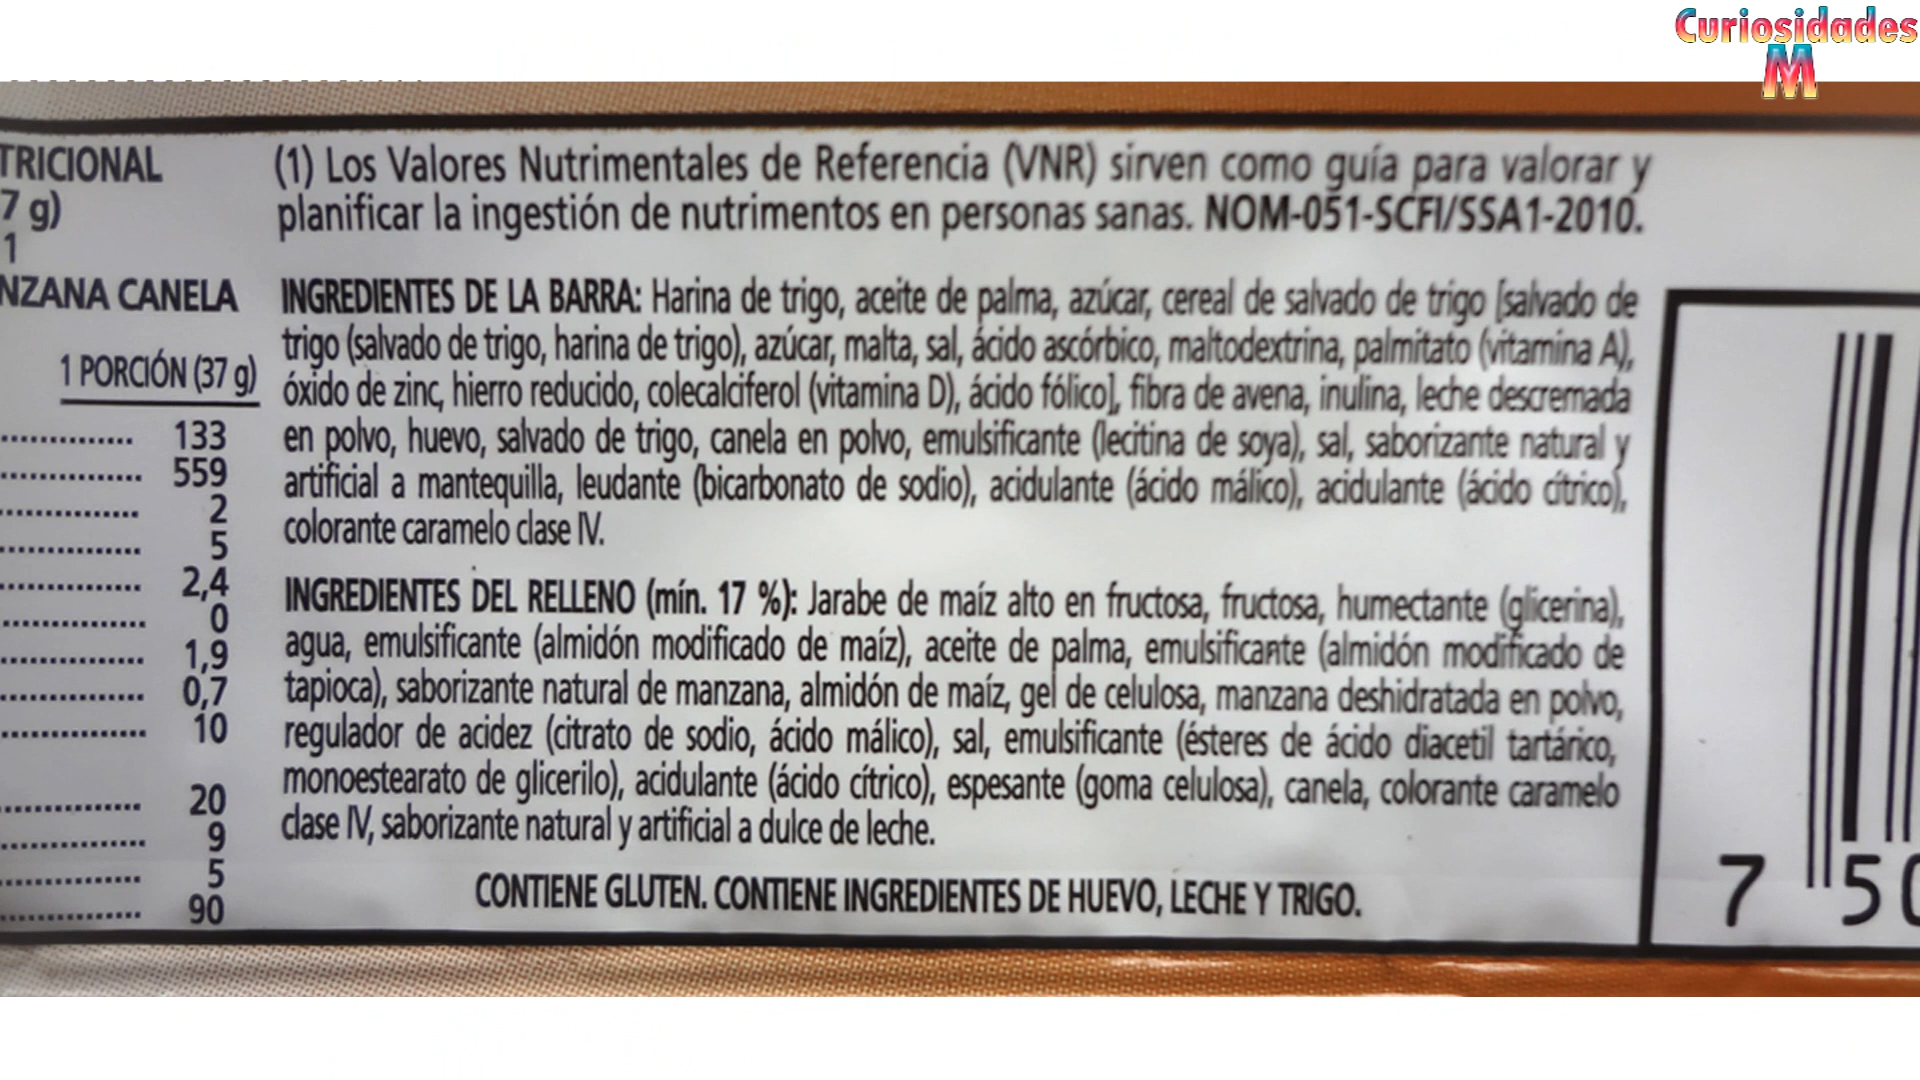 Curiosidades
M
TRICIONAL
7 g)
1
NZANA CANELA
1 PORCIÓN (37 g)
133
559
2
5
2,4
0
1,9
0,7
10
20
9
5
90
(1) Los Valores Nutrimentales de Referencia (VNR) sirven como guía para valorar y
planificar la ingestión de nutrimentos en personas sanas. NOM-051-SCFI/SSA1-2010.
INGREDIENTES DE LA BARRA: Harina de trigo, aceite de palma, azúcar, cereal de salvado de trigo [salvado de
trigo (salvado de trigo, harina de trigo), azúcar, malta, sal, ácido ascórbico, maltodextrina, palmitato (vitamina A),
óxido de zinc, hierro reducido, colecalciferol (vitamina D), ácido fólico], fibra de avena, inulina, leche descremada
en polvo, huevo, salvado de trigo, canela en polvo, emulsificante (lecitina de soya), sal, saborizante natural y
artificial a mantequilla, leudante (bicarbonato de sodio), acidulante (ácido málico), acidulante (ácido cítrico),
colorante caramelo clase IV.
INGREDIENTES DEL RELLENO (mín. 17 %): Jarabe de maíz alto en fructosa, fructosa, humectante (glicerina),
agua, emulsificante (almidón modificado de maíz), aceite de palma, emulsificante (almidón modificado de
tapioca), saborizante natural de manzana, almidón de maíz, gel de celulosa, manzana deshidratada en polvo,
regulador de acidez (citrato de sodio, ácido málico), sal, emulsificante (ésteres de ácido diacetil tartárico,
monoestearato de glicerilo), acidulante (ácido cítrico), espesante (goma celulosa), canela, colorante caramelo
clase IV, saborizante natural y artificial a dulce de leche.
CONTIENE GLUTEN. CONTIENE INGREDIENTES DE HUEVO, LECHE Y TRIGO.
7 50